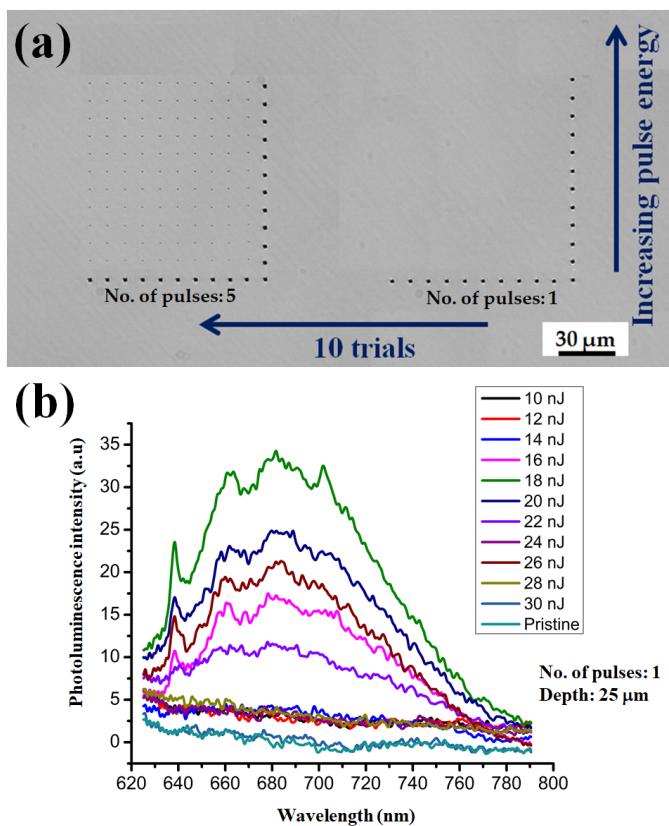 (a)
Increasing pulse energy
No. of pulses: 5
No. of pulses: 1
10 trials
30 µm
(b)
Photoluminescence intensity (a.u)
35
30
25
20
15
10
5
0
620 640 660 680 700 720 740 760 780 800
Wavelength (nm)
10 nJ
12 nJ
14 nJ
16 nJ
18 nJ
20 nJ
22 nJ
24 nJ
26 nJ
28 nJ
30 nJ
Pristine
No. of pulses: 1
Depth: 25 µm